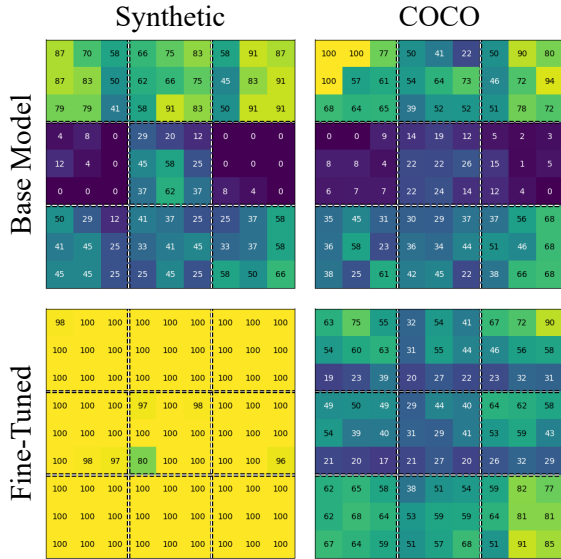 Synthetic COCO
Base Model
87 70 58 66 75 83 58 91 87 100 100 77 50 41 22 50 90 80
87 83 50 62 66 75 45 83 91 100 57 61 54 64 73 46 72 94
79 79 41 58 91 83 50 91 91 68 64 65 39 52 52 51 78 72
4 8 0 29 20 12 0 0 0 0 0 9 14 19 12 5 2 3
12 4 0 45 58 25 0 0 0 8 8 4 22 22 26 15 1 5
0 0 0 37 62 37 8 4 0 6 7 7 22 24 14 12 4 0
50 29 12 41 37 25 25 37 58 35 45 31 30 29 37 37 56 68
41 45 25 33 41 45 33 37 58 36 58 23 36 34 44 51 46 68
45 45 25 25 25 25 58 50 66 38 25 61 42 45 22 38 66 68
Fine-Tuned
98 100 100 100 100 100 100 100 100 63 75 55 32 54 41 67 72 90
100 100 100 100 100 100 100 100 100 54 60 63 31 55 44 46 56 58
100 100 100 100 100 100 100 100 100 19 23 39 20 27 22 23 32 31
100 100 100 97 100 98 100 100 100 49 50 49 29 44 40 64 62 58
100 100 100 100 100 100 100 100 100 54 39 40 31 29 41 53 59 43
100 98 97 80 100 100 100 100 96 21 20 17 21 27 20 26 32 29
100 100 100 100 100 100 100 100 100 62 65 58 38 51 54 59 82 77
100 100 100 100 100 100 100 100 100 62 68 64 53 59 59 64 81 81
100 100 100 100 100 100 100 100 100 67 64 59 51 57 68 51 91 85